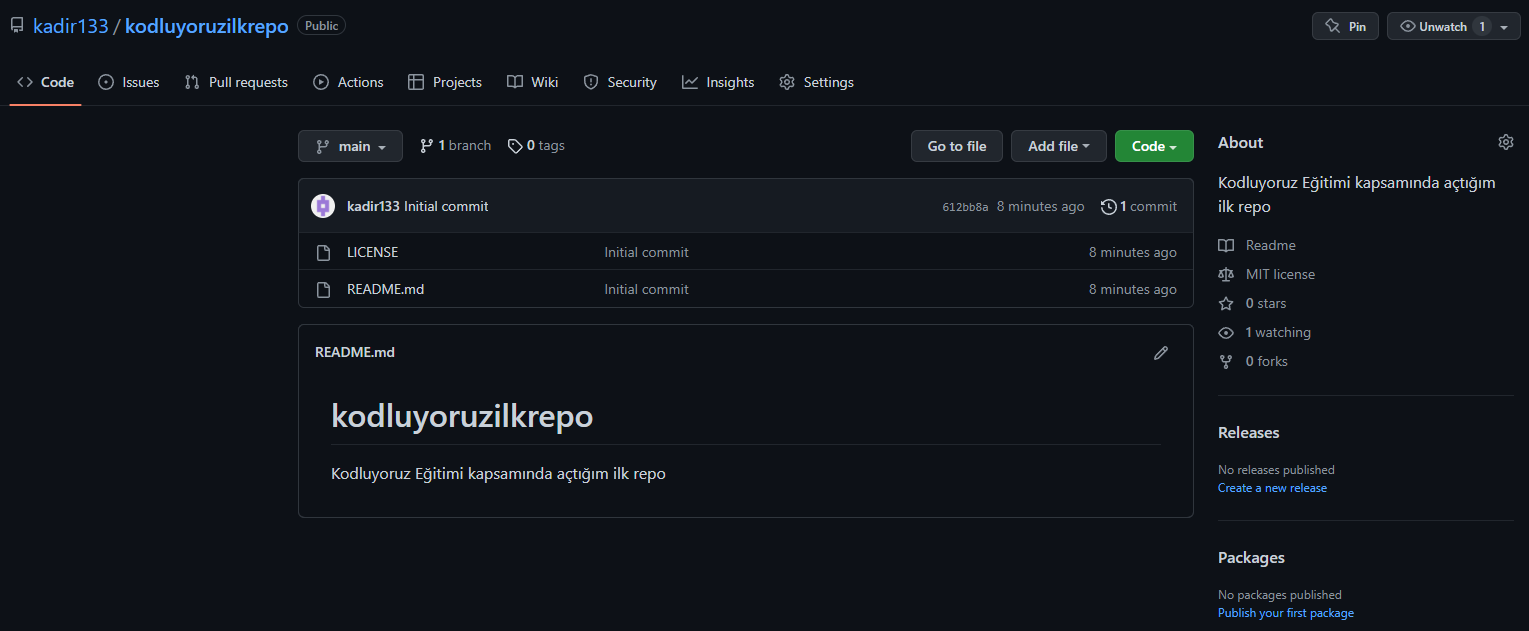 kadir133 / kodluyoruzilkrepo Public
Pin
Unwatch 1
Code Issues Pull requests Actions Projects Wiki Security Insights Settings
main 1 branch 0 tags Go to file Add file Code
kadir133 Initial commit 612bb8a 8 minutes ago 1 commit
LICENSE Initial commit 8 minutes ago
README.md Initial commit 8 minutes ago
README.md
kodluyoruzilkrepo
Kodluyoruz Eğitimi kapsamında açtığım ilk repo
About
Kodluyoruz Eğitimi kapsamında açtığım
ilk repo
Readme
MIT license
0 stars
1 watching
0 forks
Releases
No releases published
Create a new release
Packages
No packages published
Publish your first package